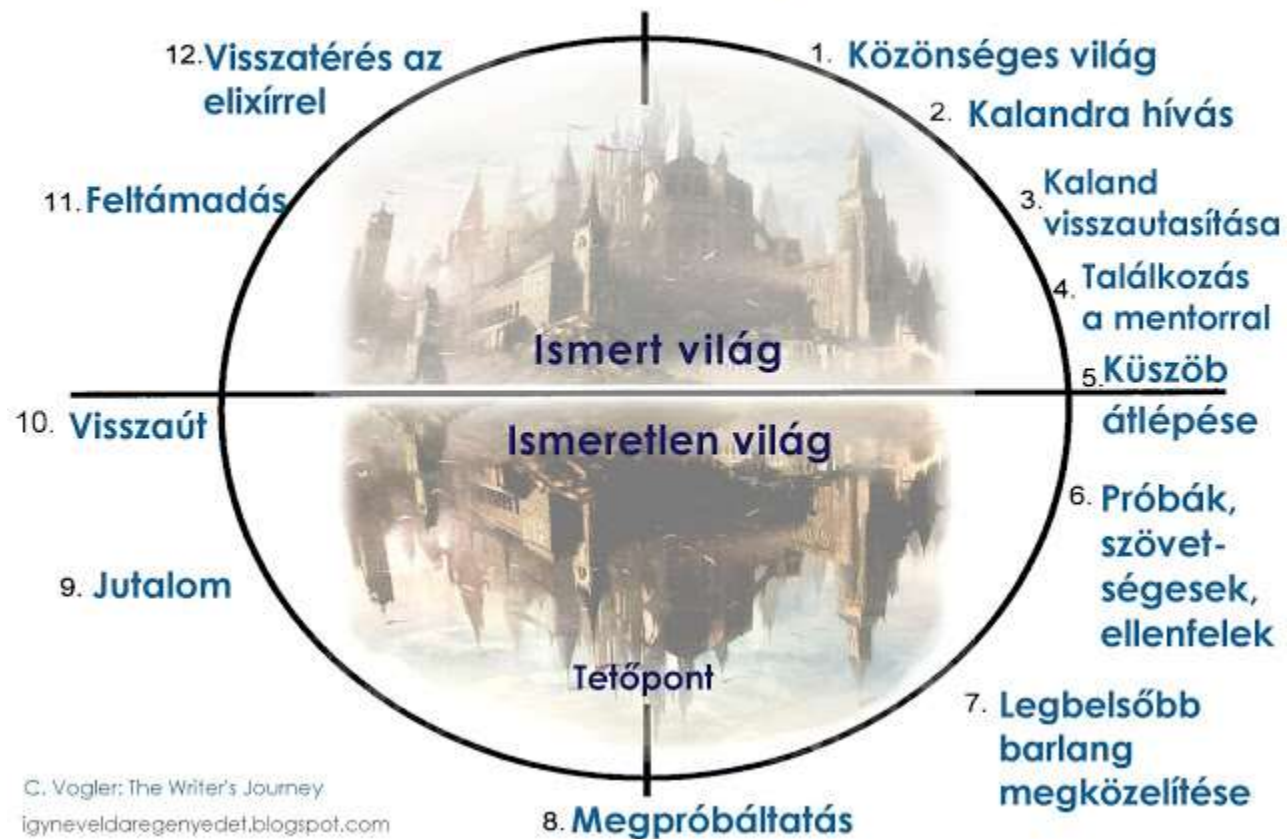 1. Közönséges világ
2. Kalandra hívás
3. Kaland
visszautasítása
4. Találkozás
a mentorral
5. Küszöb
átlépése
6. Próbák,
szövet-
ségesek,
ellenfelek
7. Legbelsőbb
barlang
megközelítése
8. Megpróbáltatás
9. Jutalom
10. Visszaút
11. Feltámadás
12. Visszatérés az
elixírrel
Ismert világ
Ismeretlen világ
Tetőpont
C. Vogler: The Writer's Journey
igyneveldaregenyedet.blogspot.com